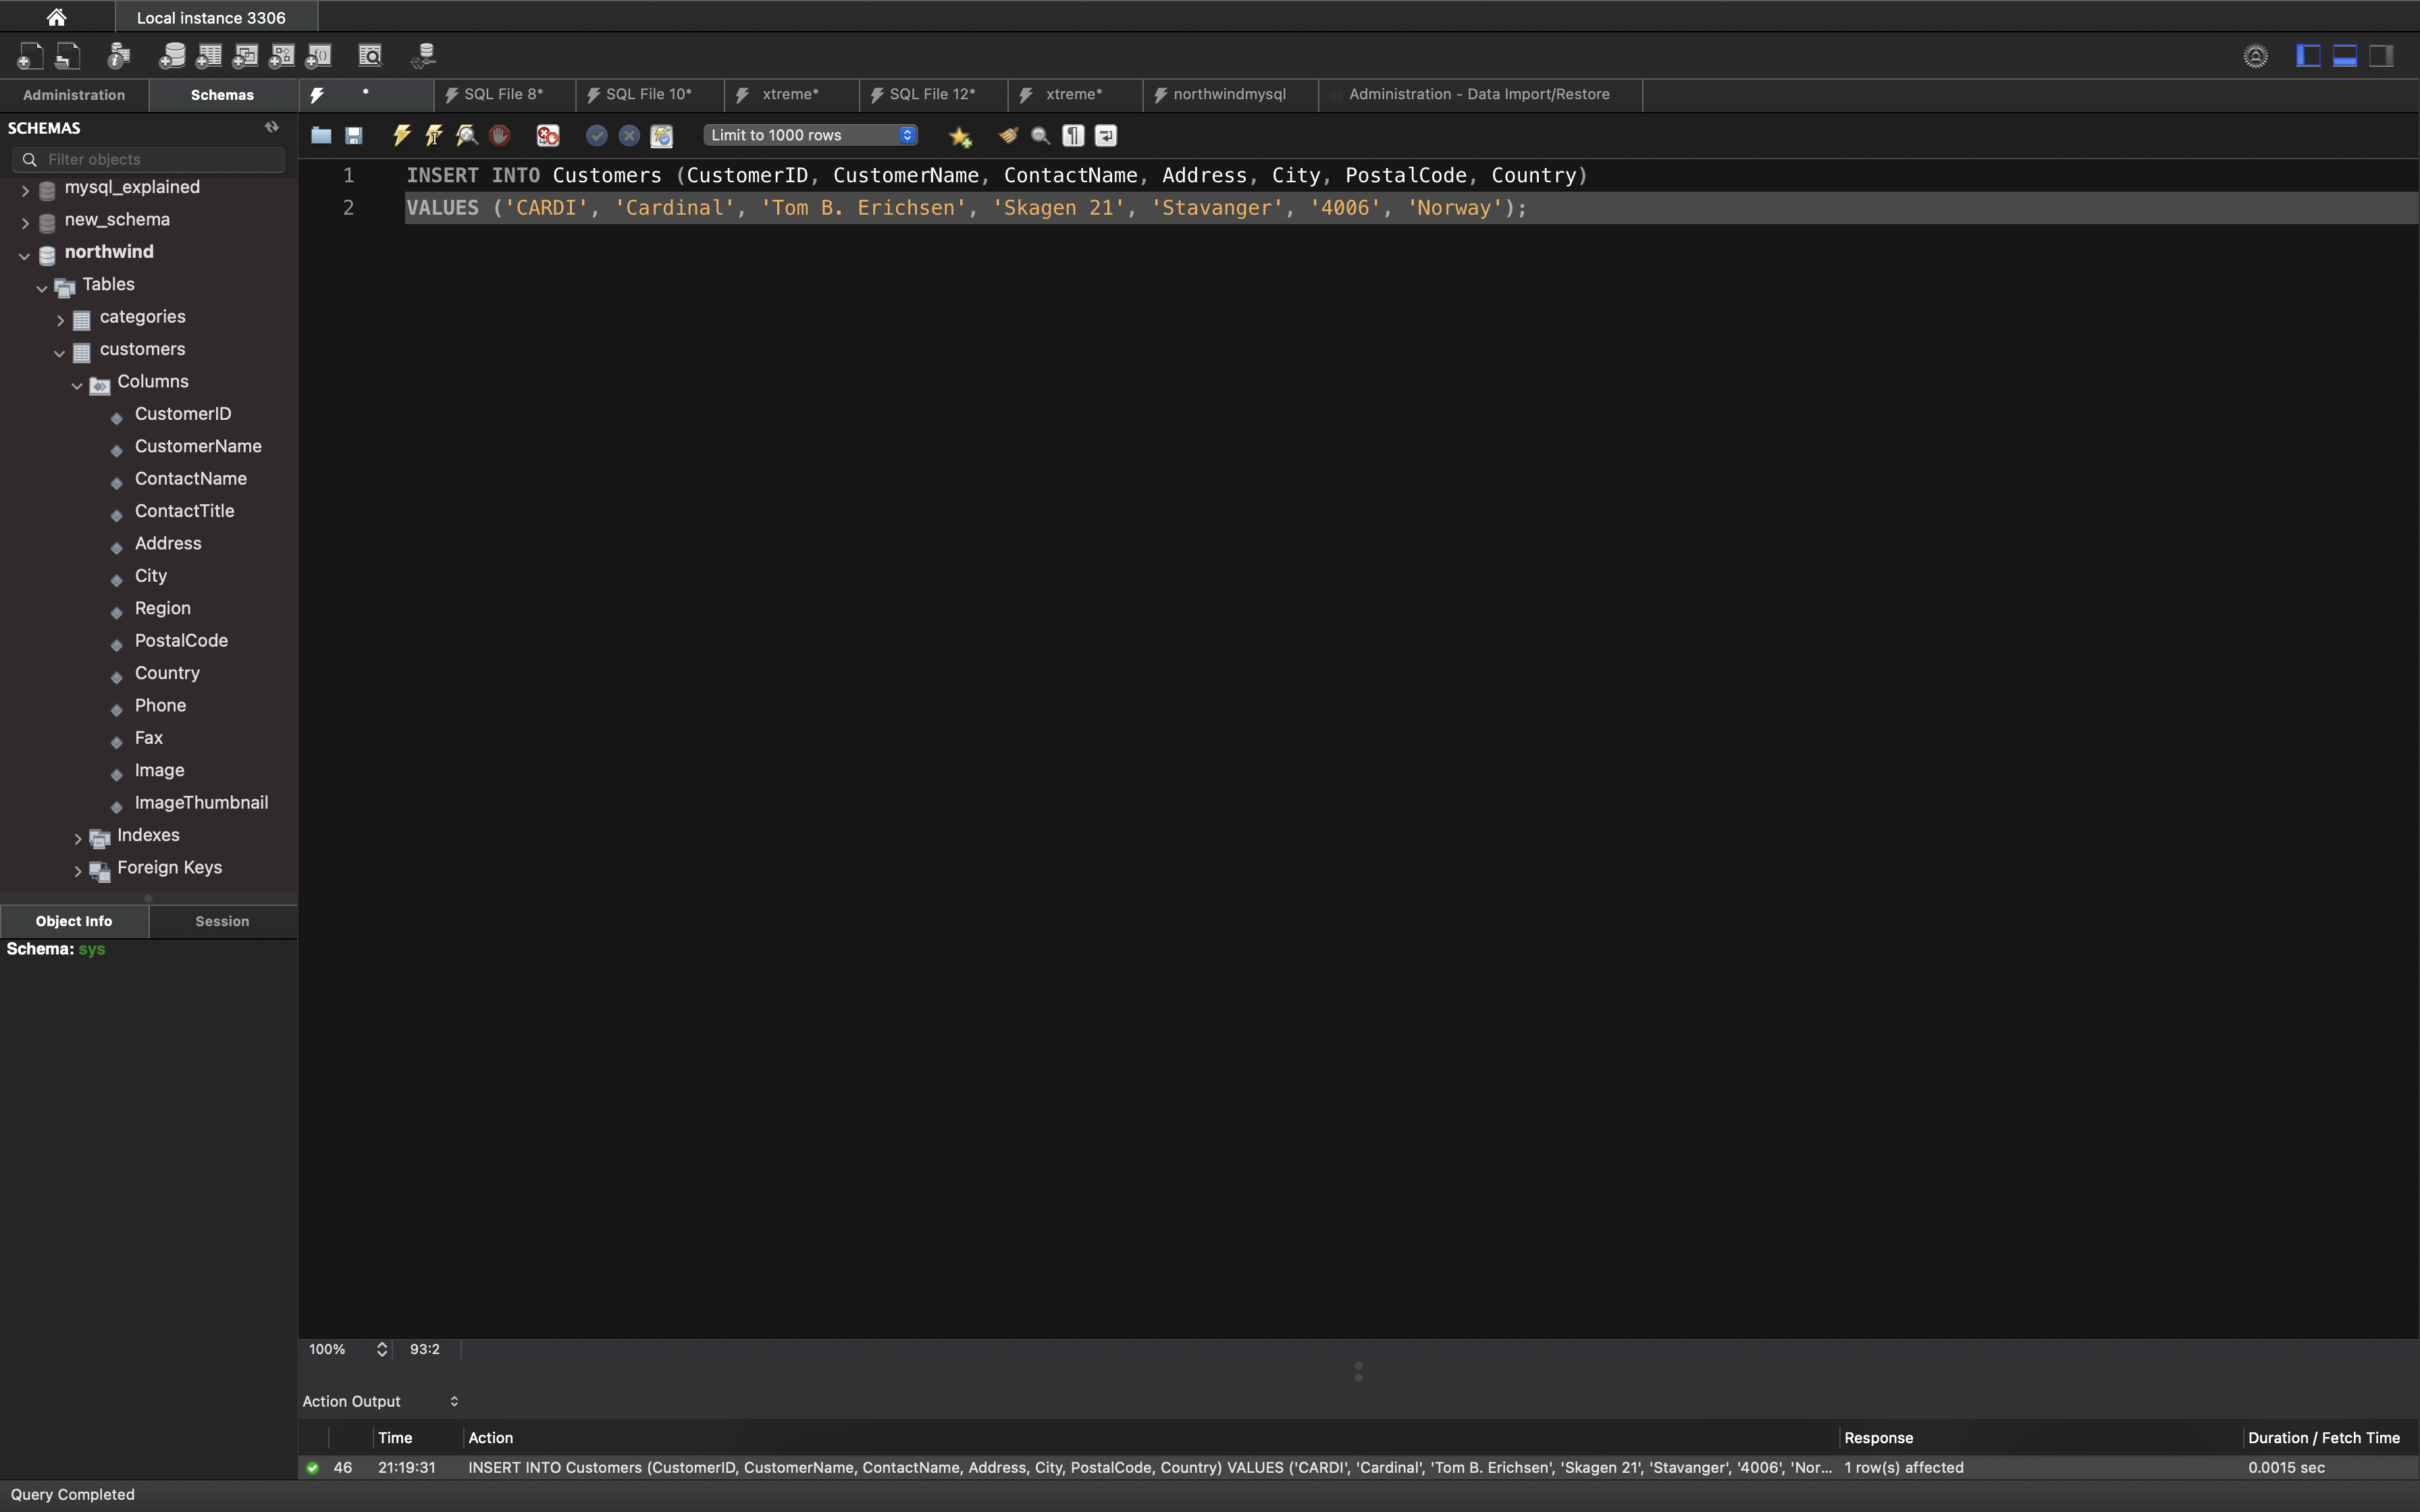 Local instance 3306
Administration
Schemas
*
SQL File 8*
SQL File 10*
xtreme*
SQL File 12*
xtreme*
northwindmysql
Administration - Data Import/Restore
SCHEMAS
Filter objects
Limit to 1000 rows
mysql_explained
new_schema
northwind
Tables
categories
customers
Columns
CustomerID
CustomerName
ContactName
ContactTitle
Address
City
Region
PostalCode
Country
Phone
Fax
Image
ImageThumbnail
Indexes
Foreign Keys
1 INSERT INTO Customers (CustomerID, CustomerName, ContactName, Address, City, PostalCode, Country)
2 VALUES ('CARDI', 'Cardinal', 'Tom B. Erichsen', 'Skagen 21', 'Stavanger', '4006', 'Norway');
Object Info
Session
Schema: sys
100% 93:2
Action Output
Time Action Response Duration / Fetch Time
46 21:19:31 INSERT INTO Customers (CustomerID, CustomerName, ContactName, Address, City, PostalCode, Country) VALUES ('CARDI', 'Cardinal', 'Tom B. Erichsen', 'Skagen 21', 'Stavanger', '4006', 'Nor... 1 row(s) affected 0.0015 sec
Query Completed